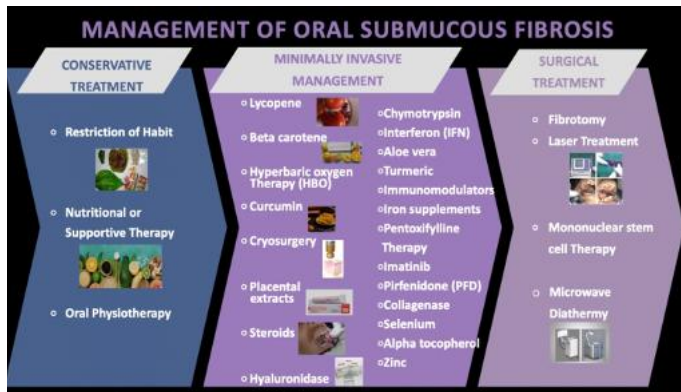 MANAGEMENT OF ORAL SUBMUCOUS FIBROSIS
CONSERVATIVE
TREATMENT
Restriction of Habit
Nutritional or
Supportive Therapy
Oral Physiotherapy
MINIMALLY INVASIVE
MANAGEMENT
Lycopene
Beta carotene
Hyperbaric oxygen
Therapy (HBO)
Curcumin
Cryosurgery
Placental
extracts
Steroids
Hyaluronidase
Chymotrypsin
Interferon (IFN)
Aloe vera
Turmeric
Immunomodulators
Iron supplements
Pentoxifylline
Therapy
Imatinib
Pirfenidone (PFD)
Collagenase
Selenium
Alpha tocopherol
Zinc
SURGICAL
TREATMENT
Fibrotomy
Laser Treatment
Mononuclear stem
cell Therapy
Microwave
Diathermy